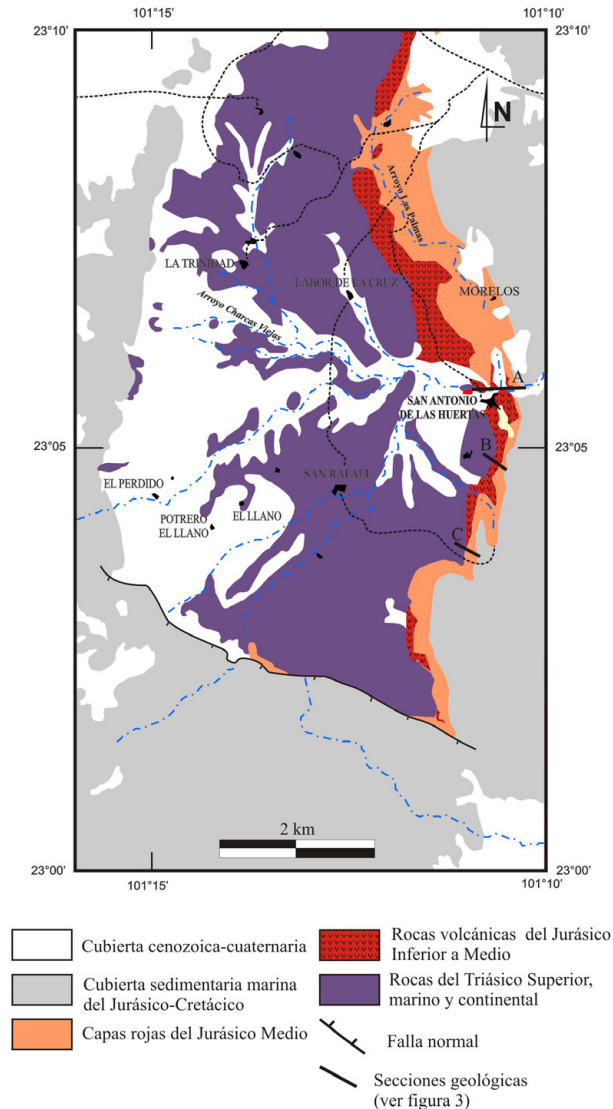 101°15'
101°10'
23°10'
23°10'
N
Arroyo Las Palmas
LA TRINIDAD
LABOR DE LA CRUZ
MORELOS
Arroyo Charcas Viejas
A
SAN ANTONIO
DE LAS HUERTAS
23°05'
B
23°05'
EL PERDIDO
SAN RAFAEL
POTRERO
EL LLANO
EL LLANO
C
2 km
23°00'
23°00'
101°15'
101°10'
Cubierta cenozoica-cuaternaria
Cubierta sedimentaria marina
del Jurásico-Cretácico
Capas rojas del Jurásico Medio
Rocas volcánicas del Jurásico
Inferior a Medio
Rocas del Triásico Superior,
marino y continental
Falla normal
Secciones geológicas
(ver figura 3)